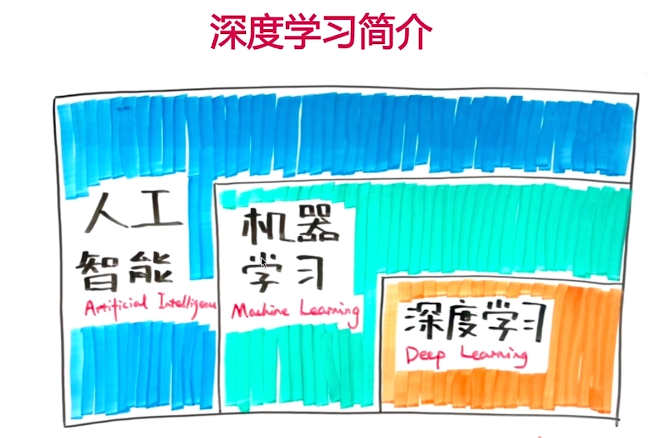 深度学习简介
人工
智能
Artificial Intelligence
机器
学习
Machine Learning
深度学习
Deep Learning